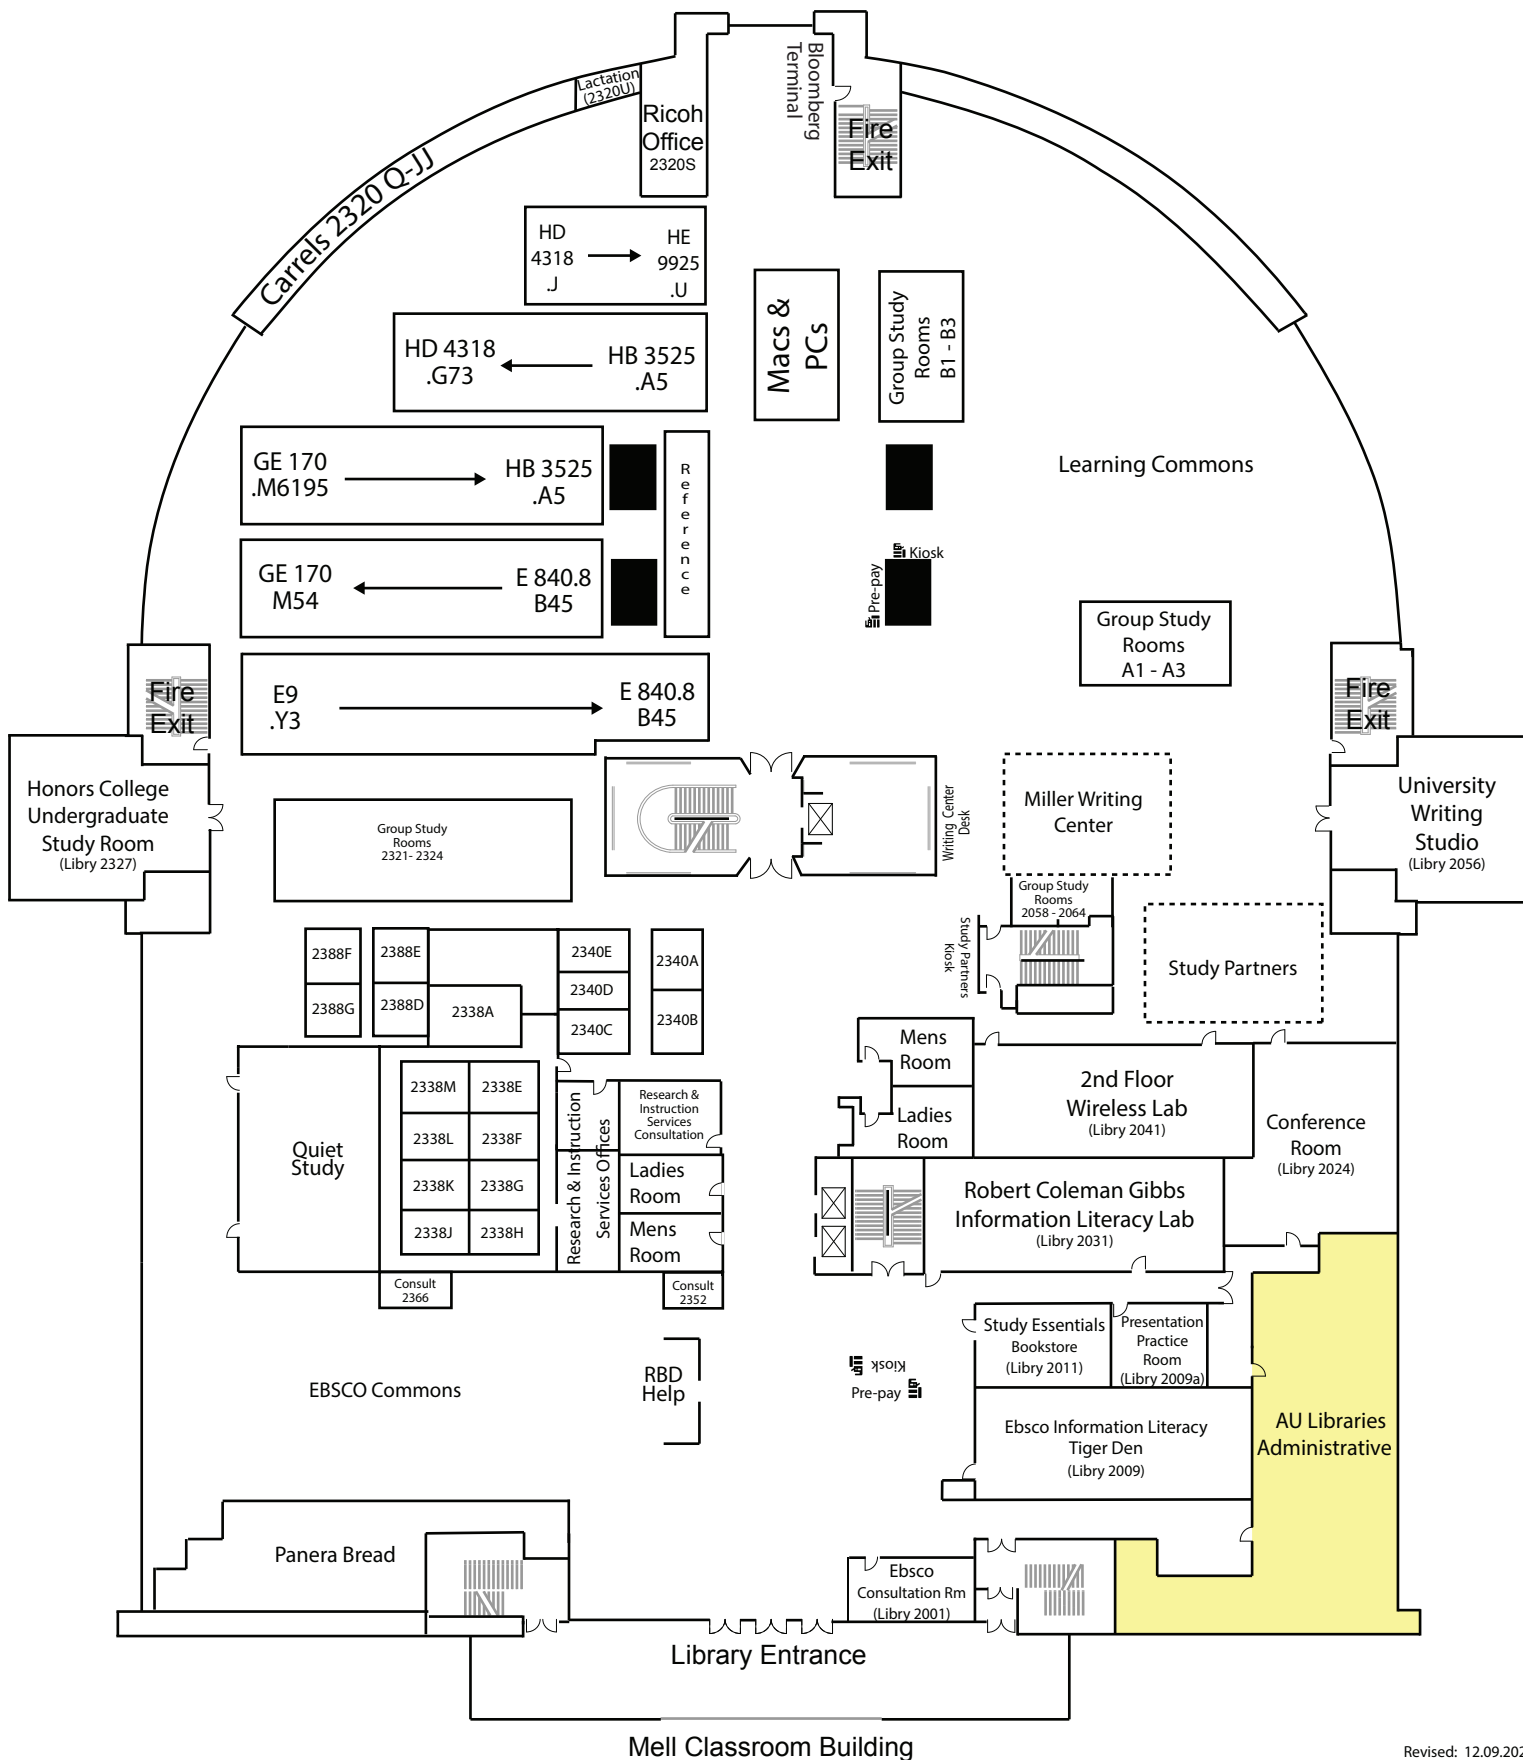 Lactation
(2320U)
Ricoh
Office
2320S
Bloomberg
Terminal
Fire
Exit
Carrels 2320 Q-JJ
HD
4318
.J
HE
9925
.U
HD 4318
.G73
HB 3525
.A5
Macs &
PCs
Group Study
Rooms
B1 - B3
GE 170
.M6195
HB 3525
.A5
Reference
Learning Commons
Kiosk
Pre-pay
GE 170
M54
E 840.8
B45
Group Study
Rooms
A1 - A3
Fire
Exit
E9
.Y3
E 840.8
B45
Fire
Exit
Honors College
Undergraduate
Study Room
(Libry 2327)
Group Study
Rooms
2321- 2324
Writing Center
Desk
Miller Writing
Center
University
Writing
Studio
(Libry 2056)
Group Study
Rooms
2058 - 2064
Study Partners
Kiosk
Study Partners
2388F
2388E
2340E
2340A
2388G
2388D
2338A
2340D
2340C
2340B
Mens
Room
Ladies
Room
2nd Floor
Wireless Lab
(Libry 2041)
Conference
Room
(Libry 2024)
Quiet
Study
2338M
2338E
2338L
2338F
2338K
2338G
2338J
2338H
Research & Instruction
Services Offices
Research &
Instruction
Services
Consultation
Ladies
Room
Mens
Room
Robert Coleman Gibbs
Information Literacy Lab
(Libry 2031)
Consult
2366
Consult
2352
Study Essentials
Bookstore
(Libry 2011)
Presentation
Practice
Room
(Libry 2009a)
EBSCO Commons
RBD
Help
Kiosk
Pre-pay
Ebsco Information Literacy
Tiger Den
(Libry 2009)
AU Libraries
Administrative
Panera Bread
Ebsco
Consultation Rm
(Libry 2001)
Library Entrance
Mell Classroom Building
Revised: 12.09.202